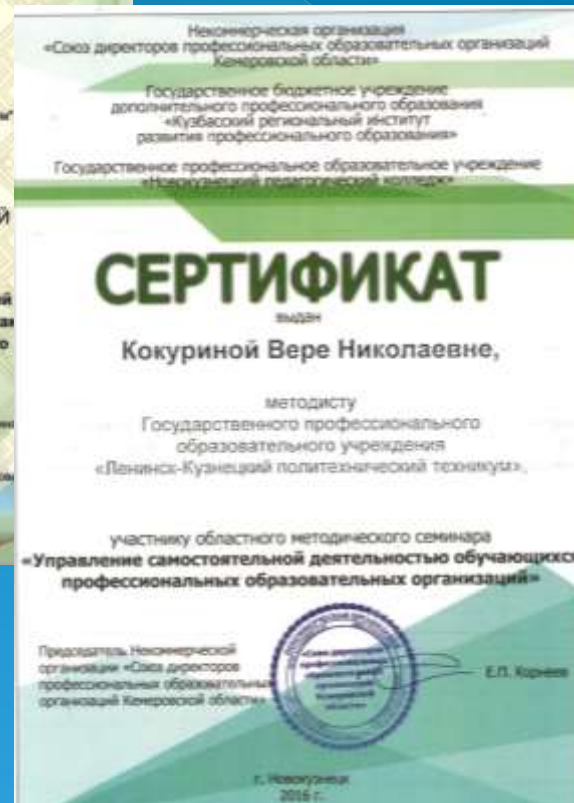 Некоммерческая организация
«Союз директоров профессиональных образовательных организаций
Кемеровской области»
Государственное бюджетное учреждение
дополнительного профессионального образования
«Кузбасский региональный институт
развития профессионального образования»
Государственное профессиональное образовательное учреждение
«Новокузнецкий педагогический колледж»
СЕРТИФИКАТ
выдан
Кокуриной Вере Николаевне,
методисту
Государственного профессионального
образовательного учреждения
«Ленинск-Кузнецкий политехнический техникум»,
участнику областного методического семинара
«Управление самостоятельной деятельностью обучающихся
профессиональных образовательных организаций»
Председатель Некоммерческой
организации «Союз директоров
профессиональных образовательных
организаций Кемеровской области»
Е.П. Корнеев
г. Новокузнецк
2016 г.